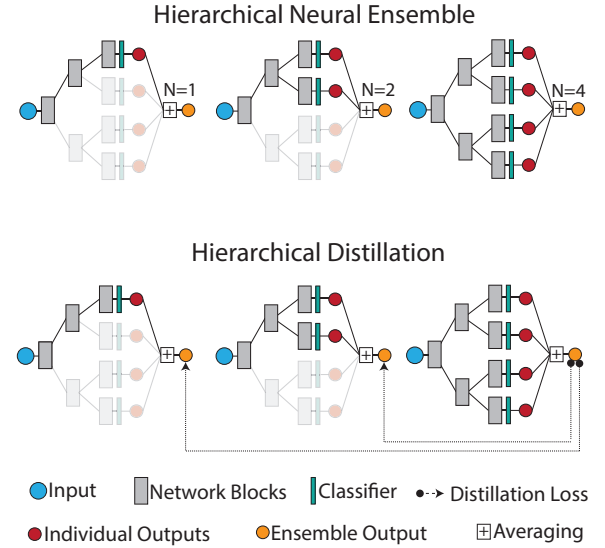 Hierarchical Neural Ensemble
N=1
N=2
N=4
+
+
+
Hierarchical Distillation
+
+
+
Input
Network Blocks
Classifier
Distillation Loss
Individual Outputs
Ensemble Output
+ Averaging